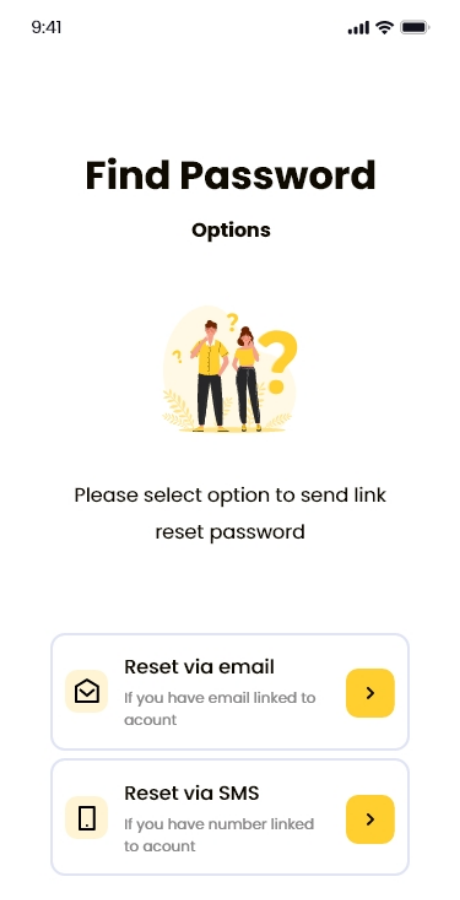 9:41
Find Password
Options
?
?
?
Please select option to send link
reset password
Reset via email
If you have email linked to
acount
Reset via SMS
If you have number linked
to acount